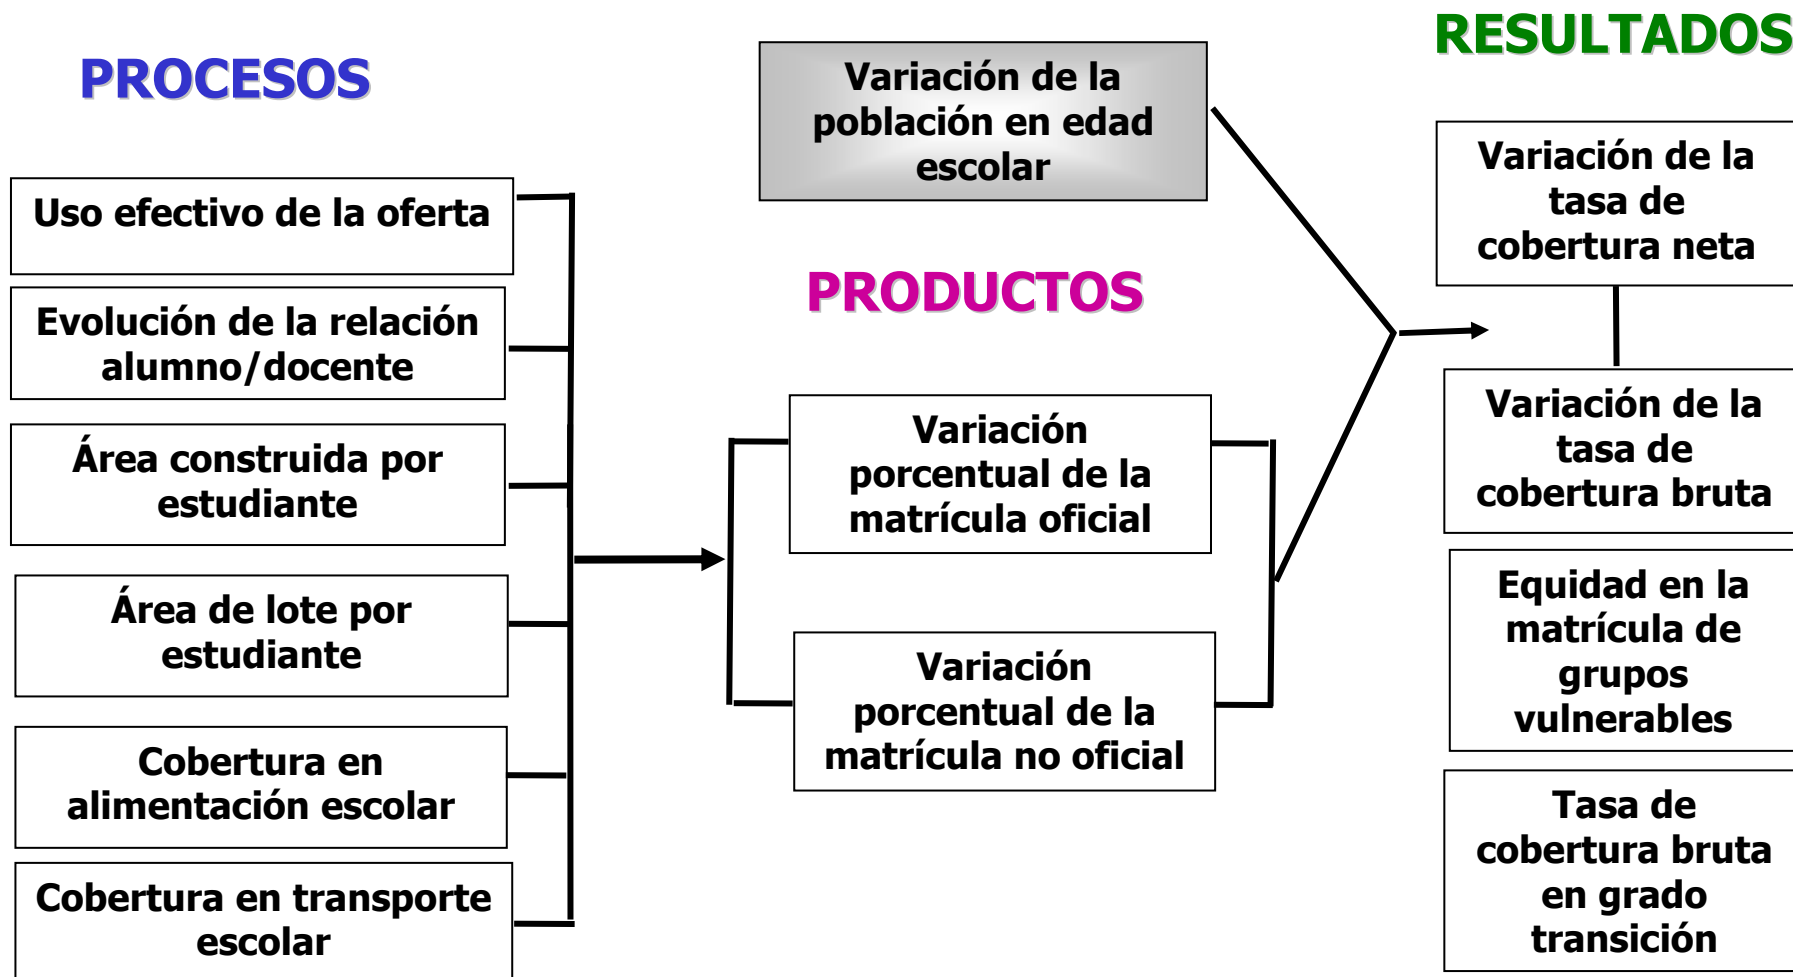 PROCESOS
Uso efectivo de la oferta
Evolución de la relación
alumno/docente
Área construida por
estudiante
Área de lote por
estudiante
Cobertura en
alimentación escolar
Cobertura en transporte
escolar
Variación de la
población en edad
escolar
PRODUCTOS
Variación
porcentual de la
matrícula oficial
Variación
porcentual de la
matrícula no oficial
RESULTADOS
Variación de la
tasa de
cobertura neta
Variación de la
tasa de
cobertura bruta
Equidad en la
matrícula de
grupos
vulnerables
Tasa de
cobertura bruta
en grado
transición